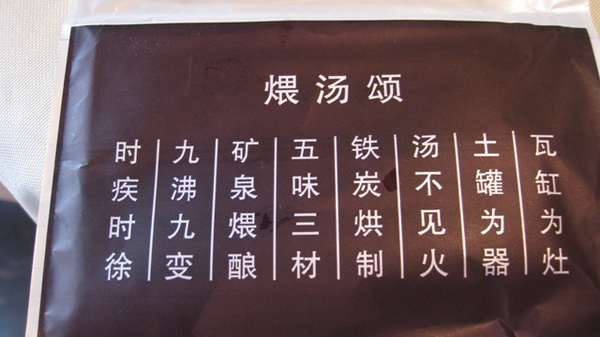 煨汤颂
瓦缸为灶
土罐为器
汤不见火
铁炭烘制
五味三材
矿泉煨酿
九沸九变
时疾时徐